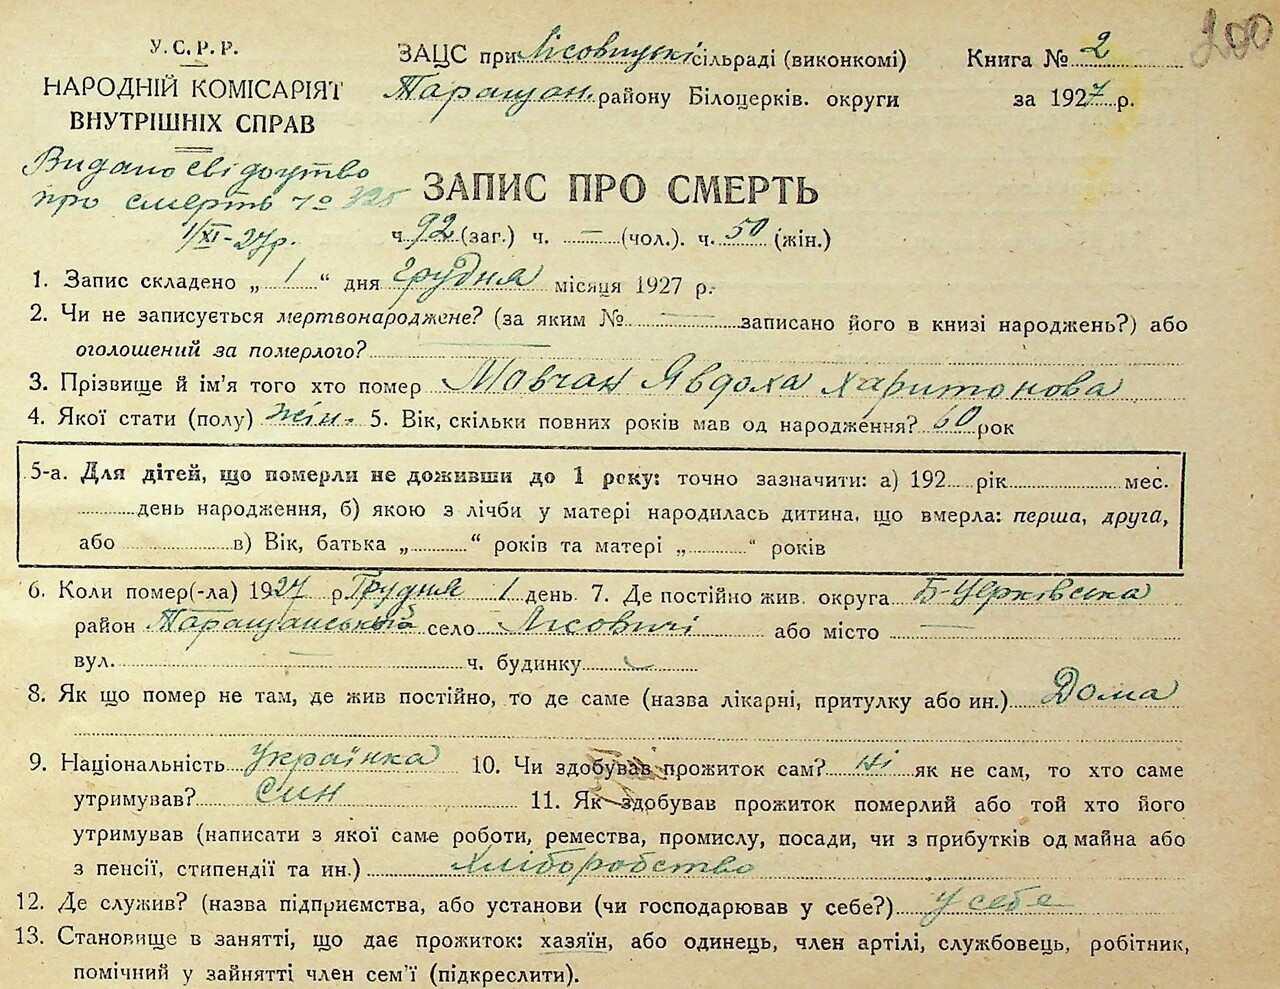 200
У.С.Р.Р.
НАРОДНІЙ КОМІСАРІЯТ
ВНУТРІШНІХ СПРАВ
Видано свідоцтво
про смерть № 325
1/XI-27р.
ЗАЦС при Лісовицькі сільраді (виконкомі)
Таращан. району Білоцерків. округи
Книга № 2
за 1927 р.
ЗАПИС ПРО СМЕРТЬ
ч. 92 (заг.) ч. — (чол.). ч. 50 (жін.)
1. Запис складено „ 1 “ дня грудня місяця 1927 р.
2. Чи не записується мертвонароджене? (за яким № — записано його в книзі народжень?) або
оголошений за померлого? —
3. Прізвище й ім'я того хто помер Мовчан Явдоха Харитонова
4. Якої стати (полу) жін. 5. Вік, скільки повних років мав од народження? 60 рок
5-а. Для дітей, що померли не доживши до 1 року: точно зазначити: а) 192 рік мес.
день народження, б) якою з лічби у матері народилась дитина, що вмерла: перша, друга,
або в) Вік, батька „ “ років та матері „ “ років
6. Коли помер(-ла) 1927 р. Грудня 1 день. 7. Де постійно жив. округа Б-Церківська
район Таращанський село Лісовичі або місто —
вул. — ч. будинку
8. Як що помер не там, де жив постійно, то де саме (назва лікарні, притулку або ин.) Дома
9. Національність Українка 10. Чи здобував прожиток сам? ні як не сам, то хто саме
утримував? Син 11. Як здобував прожиток померлий або той хто його
утримував (написати з якої саме роботи, ремества, промислу, посади, чи з прибутків од майна або
з пенсії, стипендії та ин.) хліборобство
12. Де служив? (назва підприємства, або установи (чи господарював у себе?) у себе
13. Становище в занятті, що дає прожиток: хазяїн, або одинець, член артілі, службовець, робітник,
помічний у зайнятті член сем'ї (підкреслити).